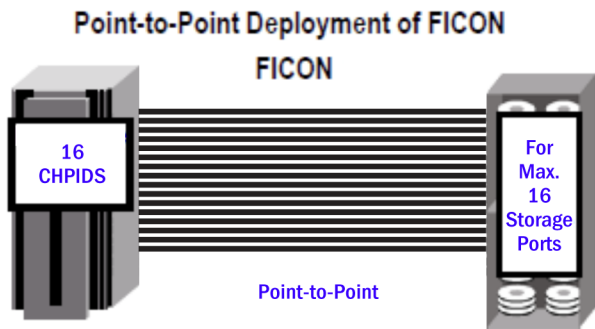 Point-to-Point Deployment of FICON
FICON
16
CHPIDS
For
Max.
16
Storage
Ports
Point-to-Point